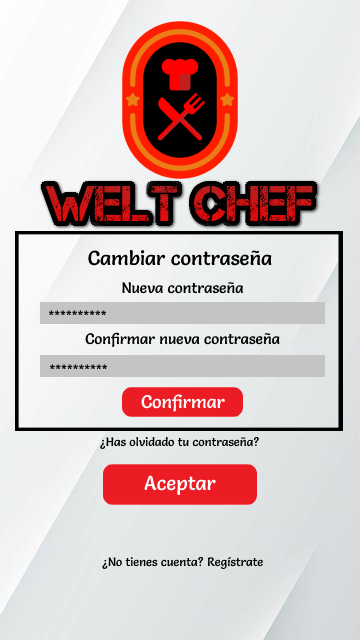 WELT CHEF
Cambiar contraseña
Nueva contraseña
**********
Confirmar nueva contraseña
**********
Confirmar
¿Has olvidado tu contraseña?
Aceptar
¿No tienes cuenta? Regístrate